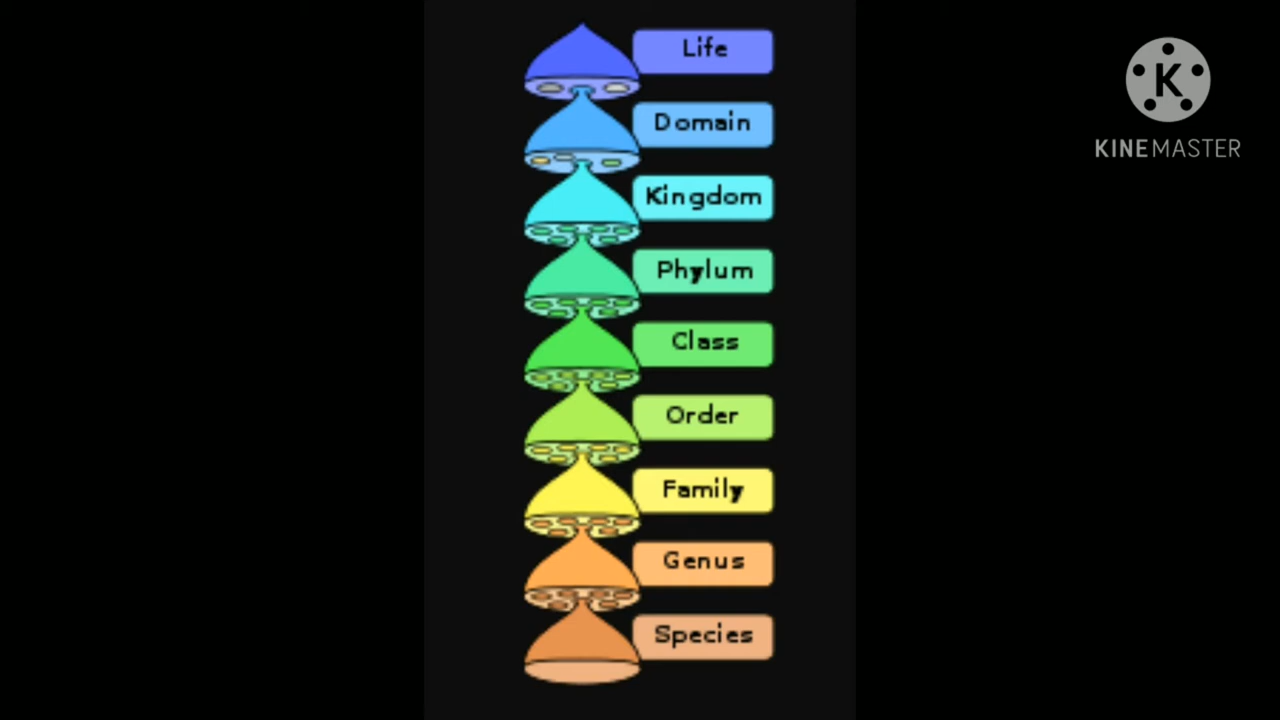 Life
Domain
Kingdom
Phylum
Class
Order
Family
Genus
Species
K
KINEMASTER